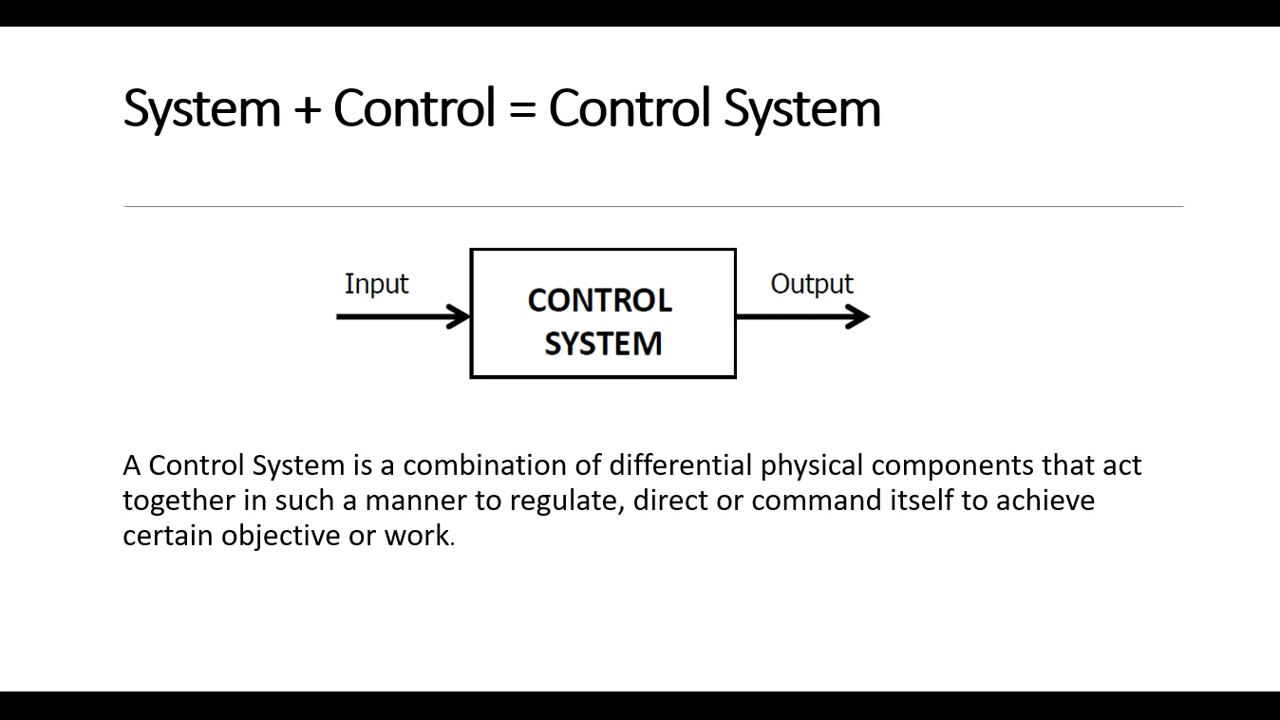 System + Control = Control System
Input
CONTROL
SYSTEM
Output
A Control System is a combination of differential physical components that act
together in such a manner to regulate, direct or command itself to achieve
certain objective or work.